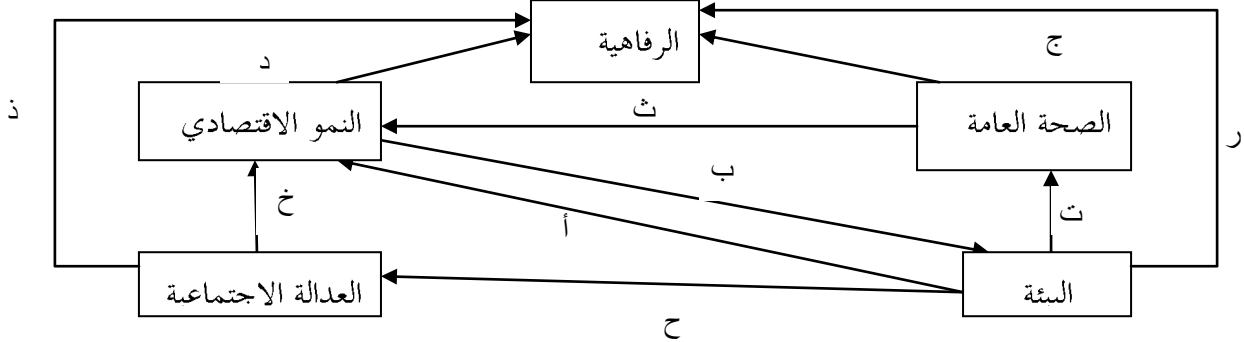 الرفاهية
ج
د
ث
ذ
النمو الاقتصادي
الصحة العامة
ر
ب
خ
أ
ت
العدالة الاجتماعية
البيئة
ح